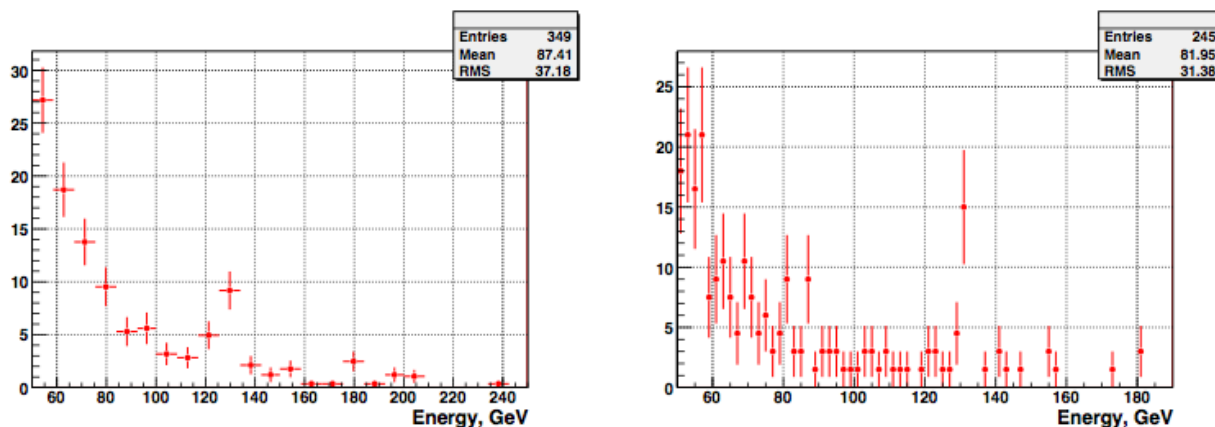 Entries 349
Mean 87.41
RMS 37.18
30
25
20
15
10
5
0
60 80 100 120 140 160 180 200 220 240
Energy, GeV
Entries 245
Mean 81.95
RMS 31.38
25
20
15
10
5
0
60 80 100 120 140 160 180
Energy, GeV